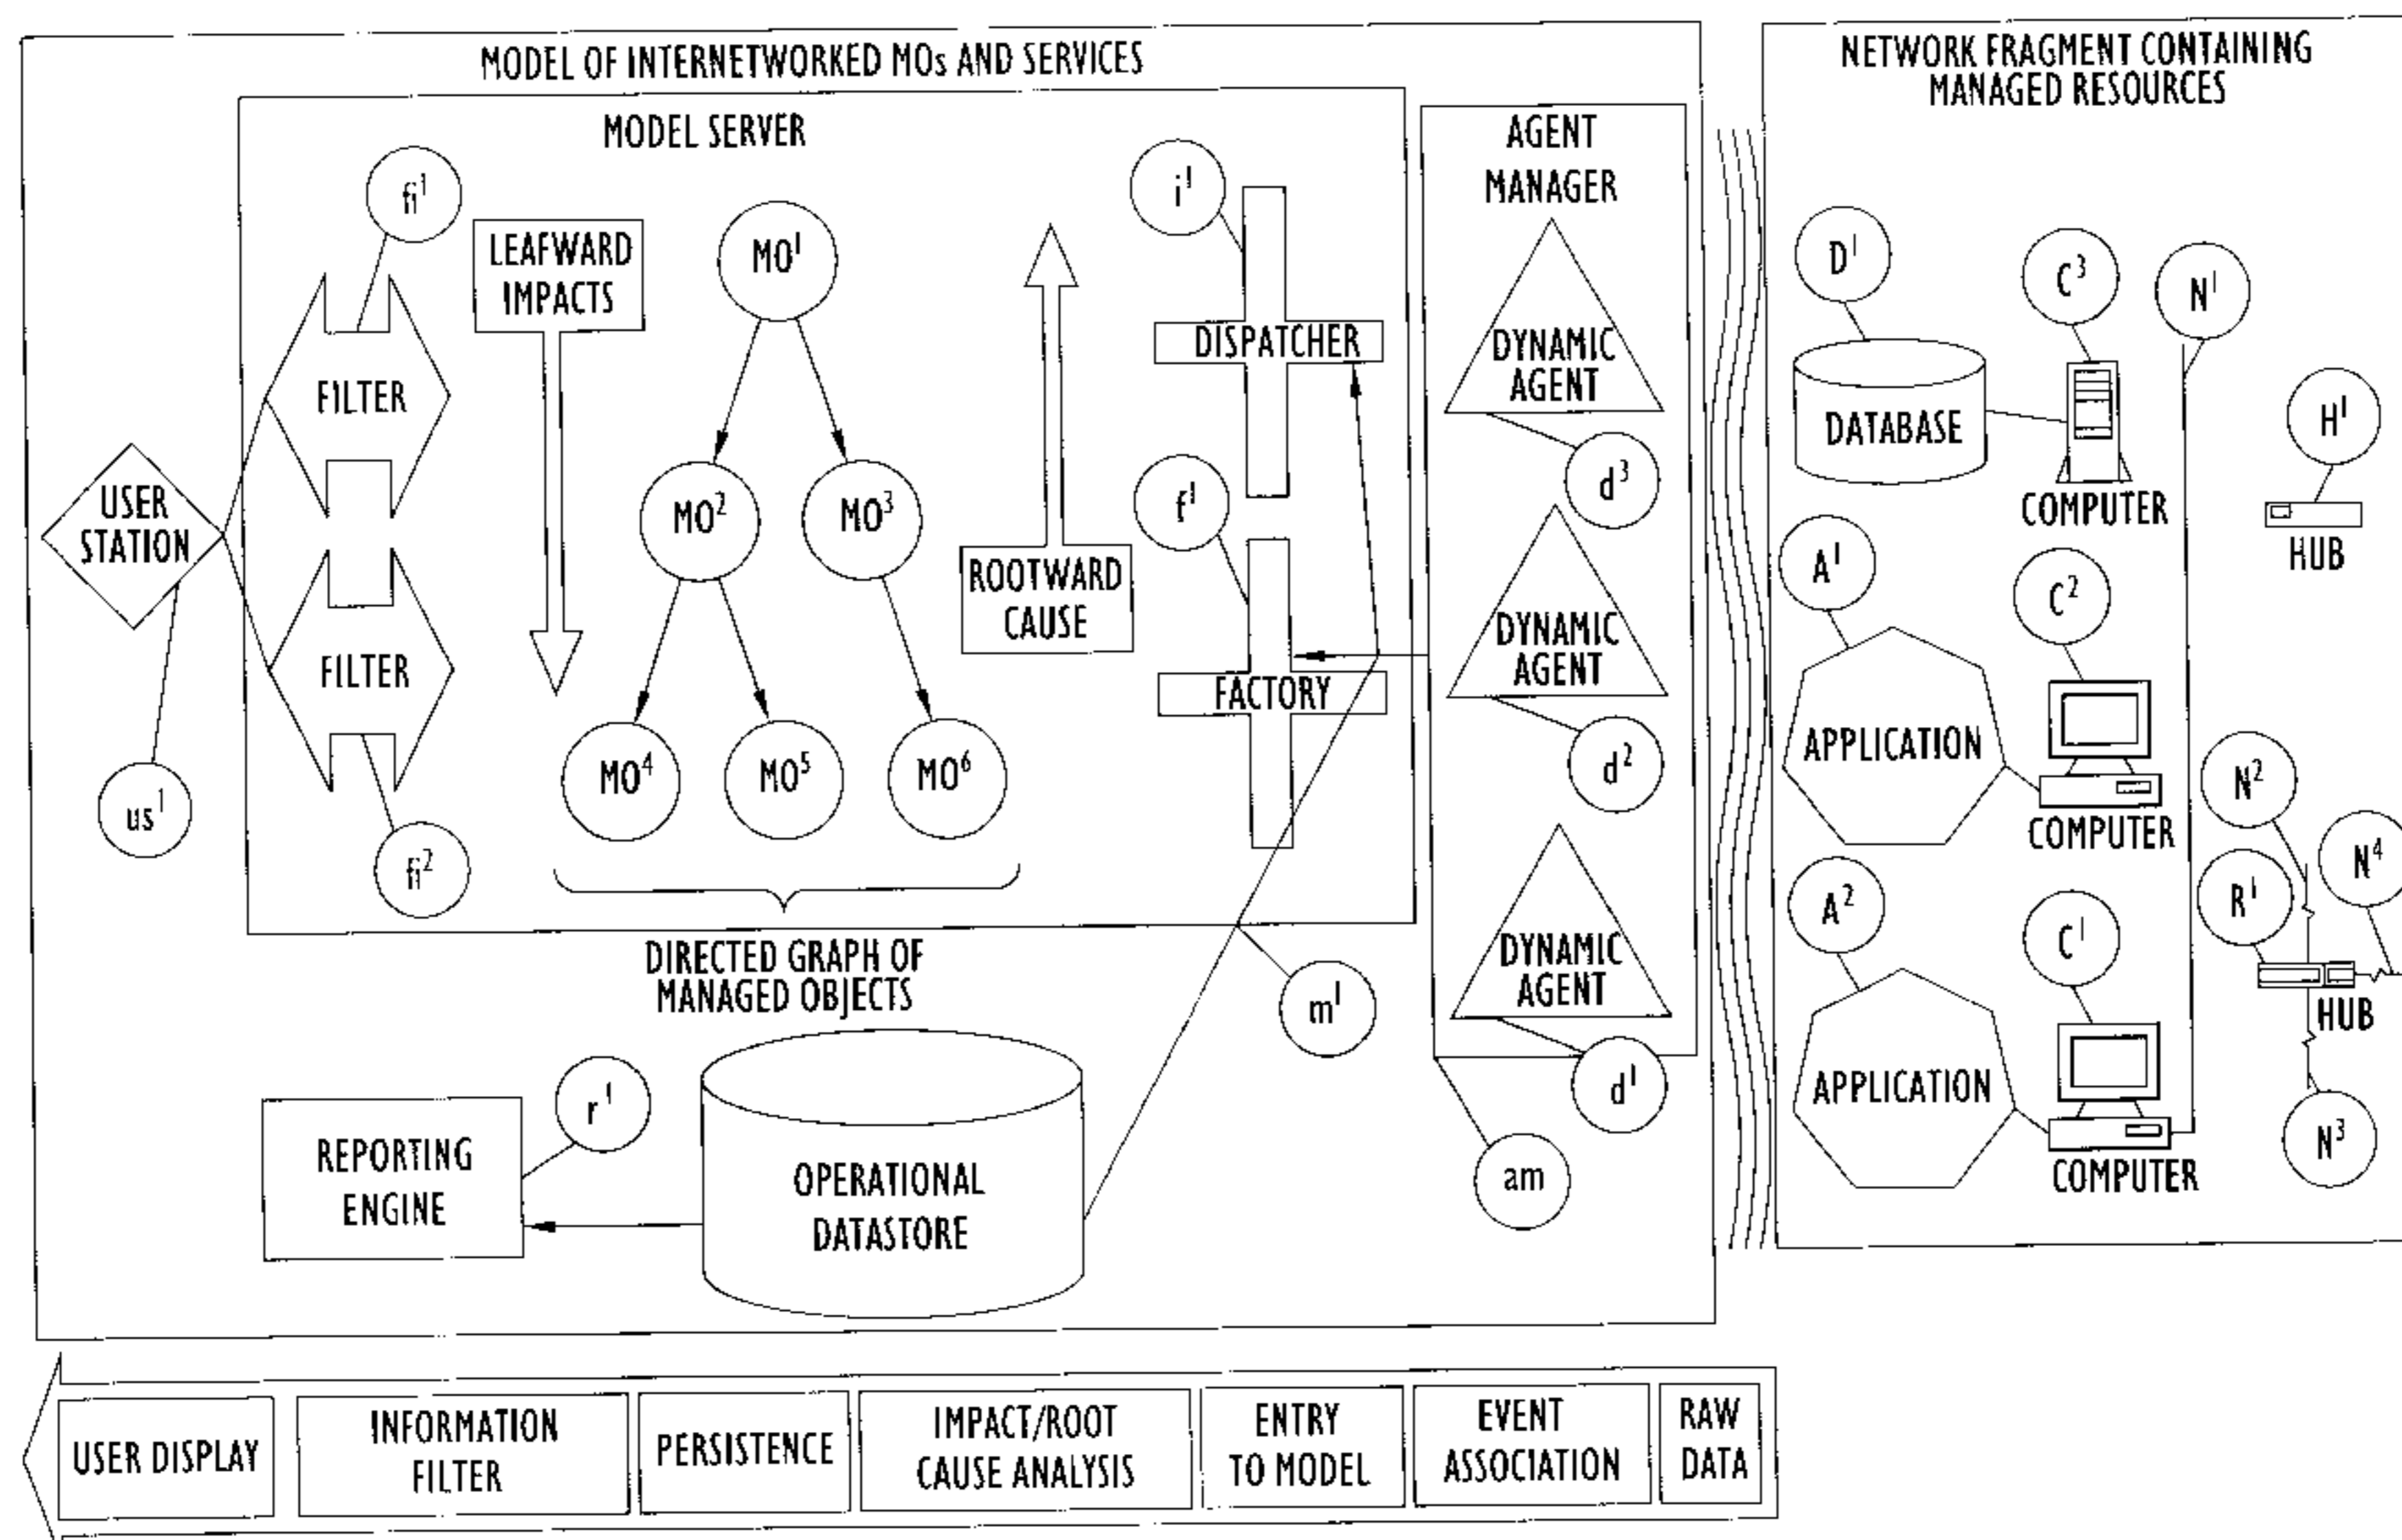 MODEL OF INTERNETWORKED MOs AND SERVICES
MODEL SERVER
fi¹
LEAFWARD
IMPACTS
MO¹
i¹
DISPATCHER
FILTER
USER
STATION
MO²
MO³
f¹
ROOTWARD
CAUSE
FILTER
FACTORY
MO⁴
MO⁵
MO⁶
us¹
fi²
DIRECTED GRAPH OF
MANAGED OBJECTS
m¹
r¹
REPORTING
ENGINE
OPERATIONAL
DATASTORE
AGENT
MANAGER
DYNAMIC
AGENT
d³
DYNAMIC
AGENT
d²
DYNAMIC
AGENT
d¹
am
NETWORK FRAGMENT CONTAINING
MANAGED RESOURCES
D¹
C³
N¹
DATABASE
COMPUTER
H¹
HUB
A¹
C²
APPLICATION
COMPUTER
N²
N⁴
R¹
A²
C¹
HUB
APPLICATION
COMPUTER
N³
USER DISPLAY
INFORMATION
FILTER
PERSISTENCE
IMPACT/ROOT
CAUSE ANALYSIS
ENTRY
TO MODEL
EVENT
ASSOCIATION
RAW
DATA